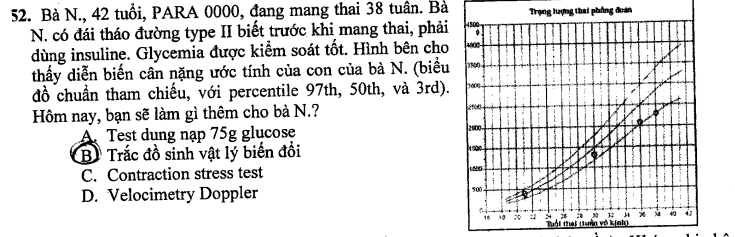 52. Bà N., 42 tuổi, PARA 0000, đang mang thai 38 tuần. Bà
N. có đái tháo đường type II biết trước khi mang thai, phải
dùng insuline. Glycemia được kiểm soát tốt. Hình bên cho
thấy diễn biến cân nặng ước tính của con của bà N. (biểu
đồ chuẩn tham chiếu, với percentile 97th, 50th, và 3rd).
Hôm nay, bạn sẽ làm gì thêm cho bà N.?
A. Test dung nạp 75g glucose
B. Trắc đồ sinh vật lý biến đổi
C. Contraction stress test
D. Velocimetry Doppler
Trọng lượng thai phỏng đoán
4500
4000
3500
3000
2500
2000
1500
1000
500
0
16 18 20 22 24 26 28 30 32 34 36 38 40 42
Tuổi thai (tuần vô kinh)